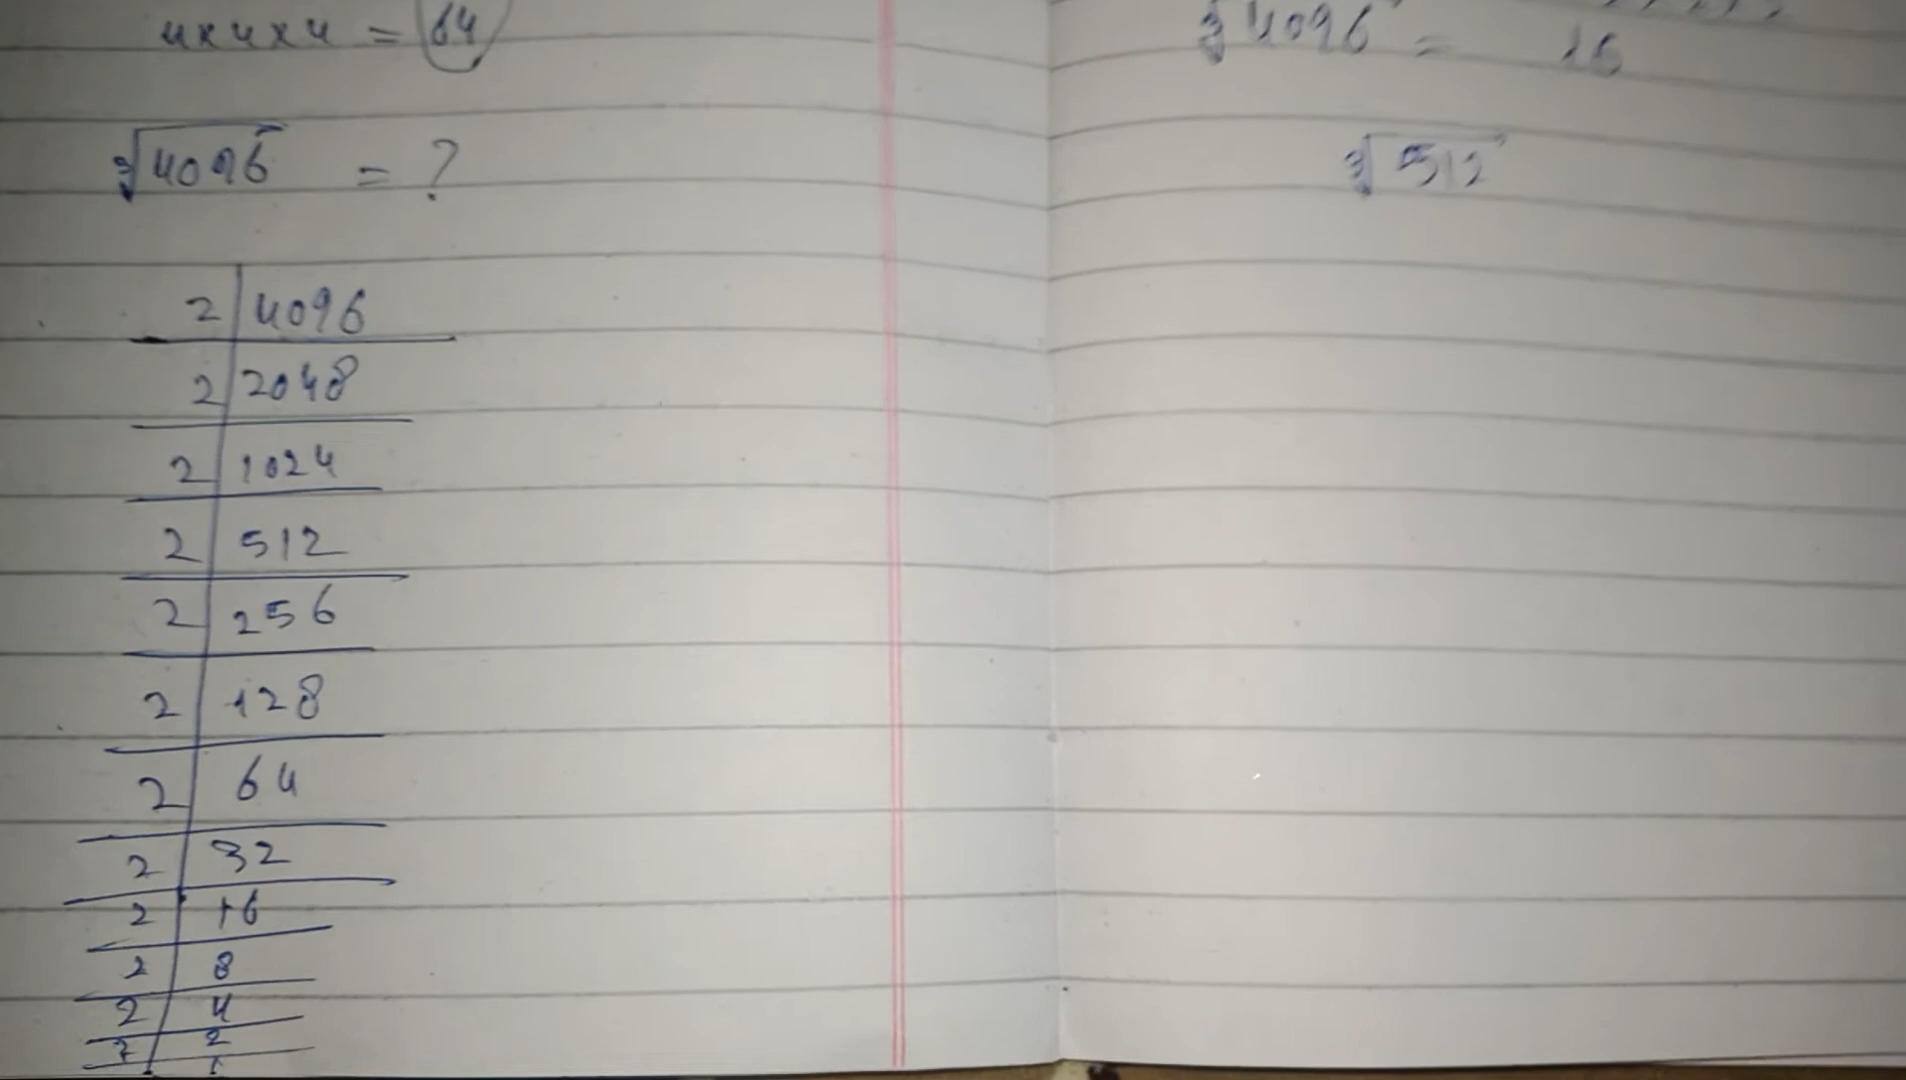 4×4×4 = 64
∛4096 = ?
2 | 4096
2 | 2048
2 | 1024
2 | 512
2 | 256
2 | 128
2 | 64
2 | 32
2 | 16
2 | 8
2 | 4
2 | 2
1
∛4096 = 16
∛512